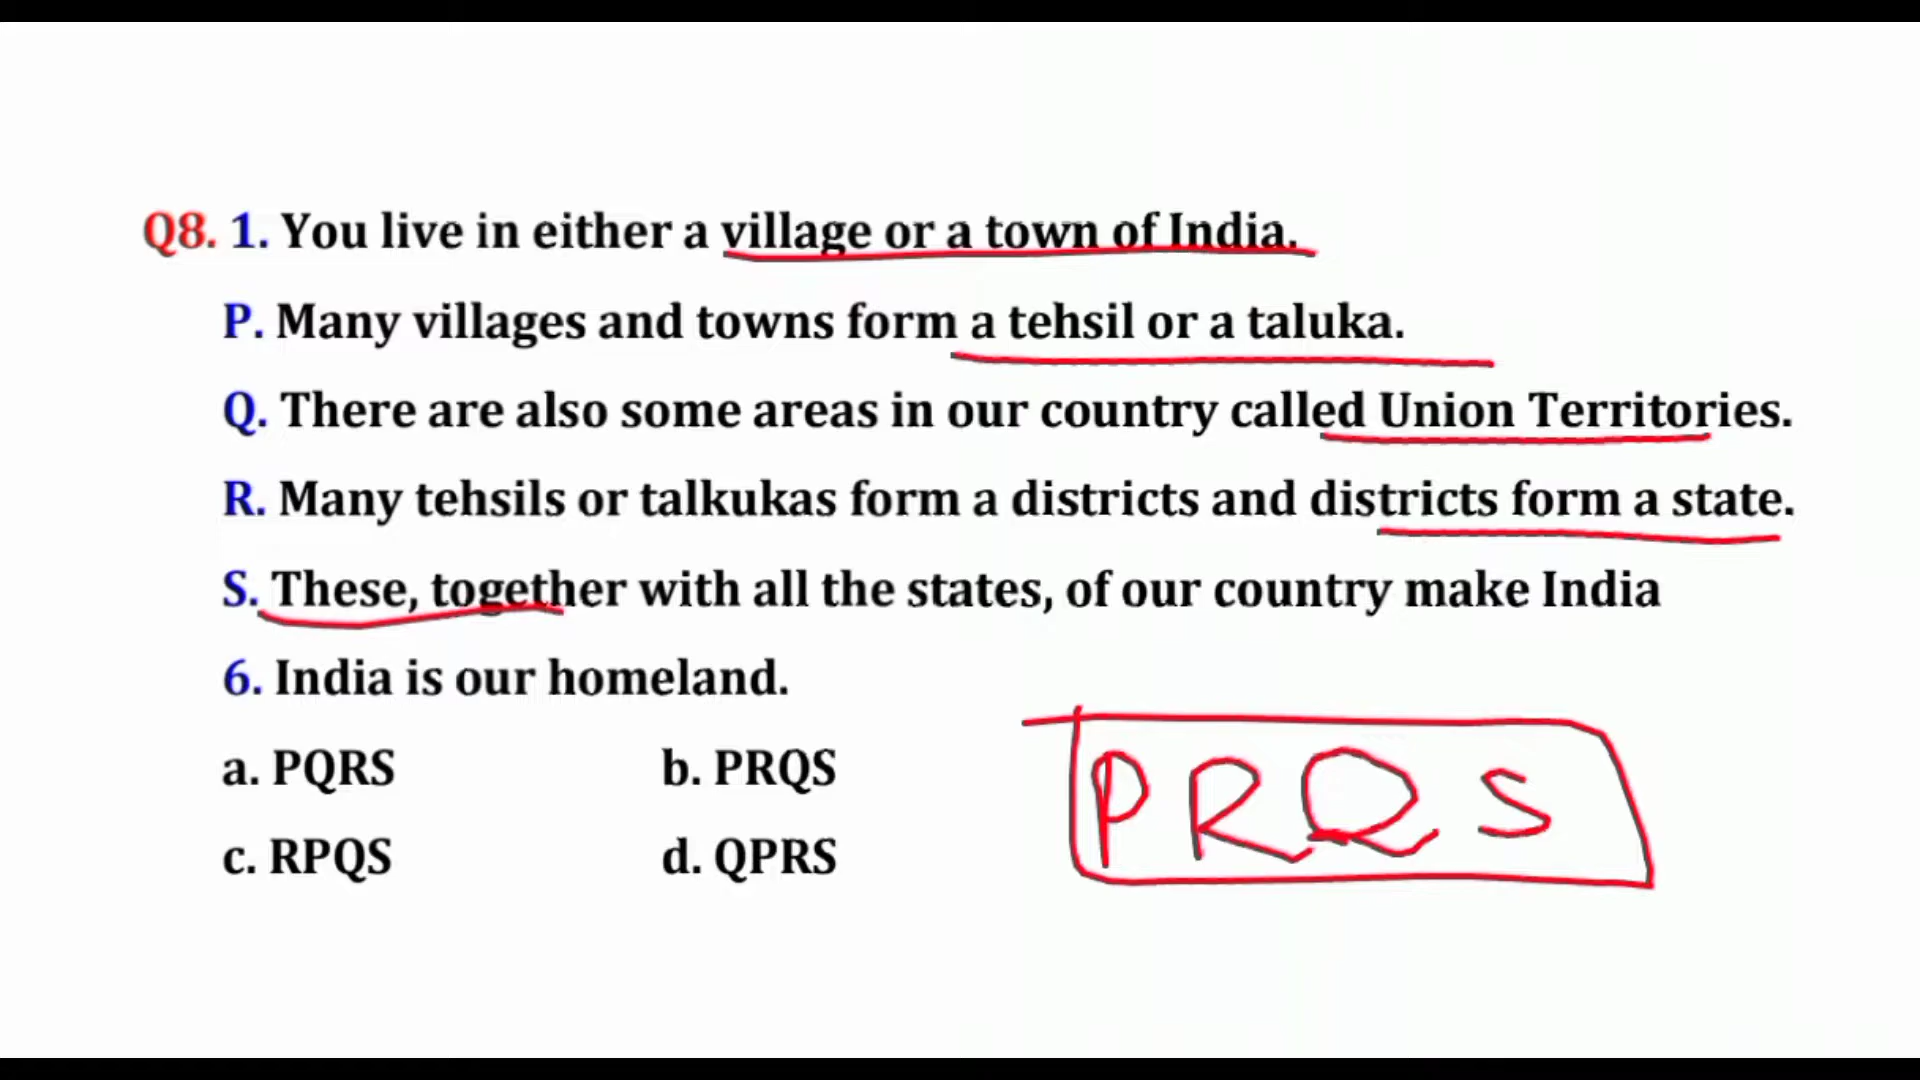 Q8. 1. You live in either a village or a town of India.
P. Many villages and towns form a tehsil or a taluka.
Q. There are also some areas in our country called Union Territories.
R. Many tehsils or talkukas form a districts and districts form a state.
S. These, together with all the states, of our country make India
6. India is our homeland.
a. PQRS b. PRQS
c. RPQS d. QPRS
PRQS